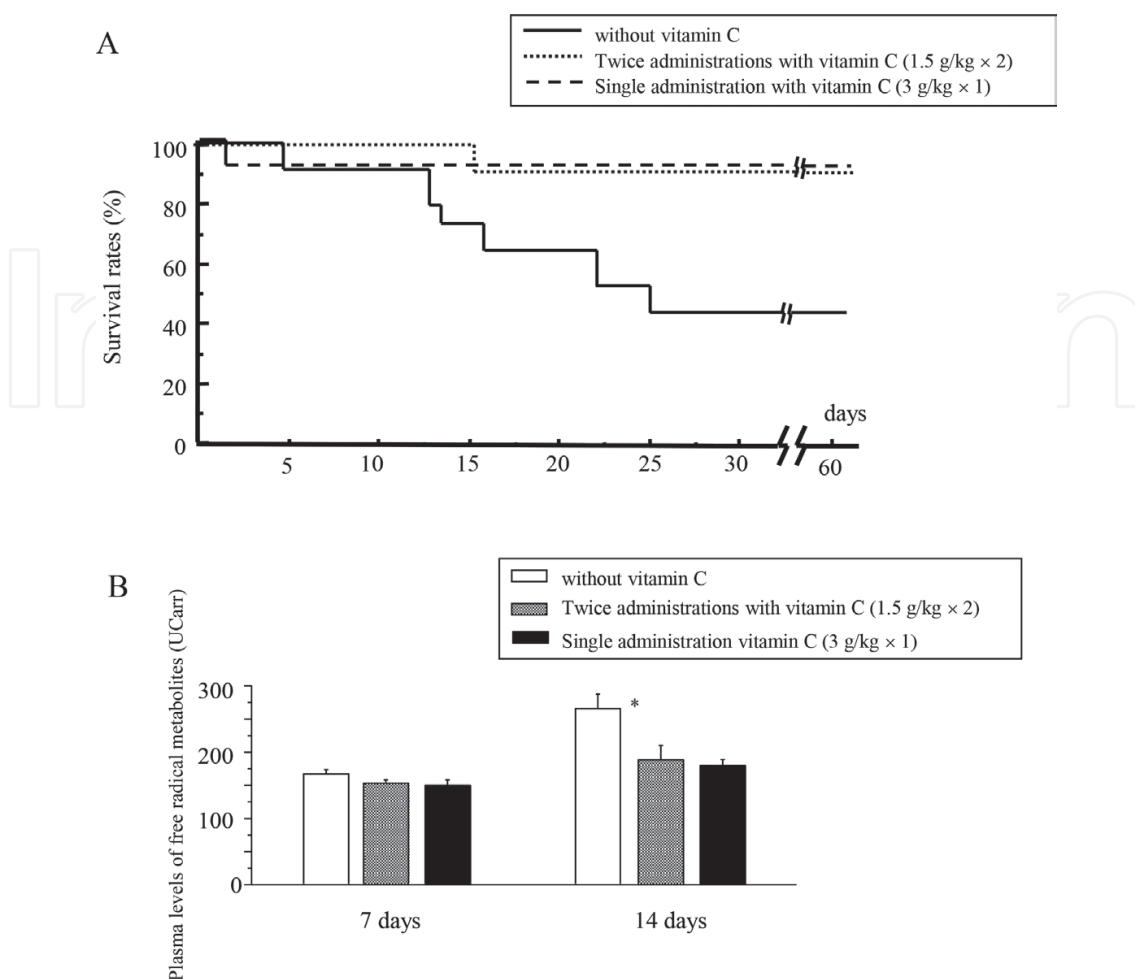 A
without vitamin C
Twice administrations with vitamin C (1.5 g/kg × 2)
Single administration with vitamin C (3 g/kg × 1)
Survival rates (%)
100
80
60
40
20
0
days
5 10 15 20 25 30 60
B
without vitamin C
Twice administrations with vitamin C (1.5 g/kg × 2)
Single administration vitamin C (3 g/kg × 1)
Plasma levels of free radical metabolites (UCarr)
300
200
100
0
*
7 days 14 days